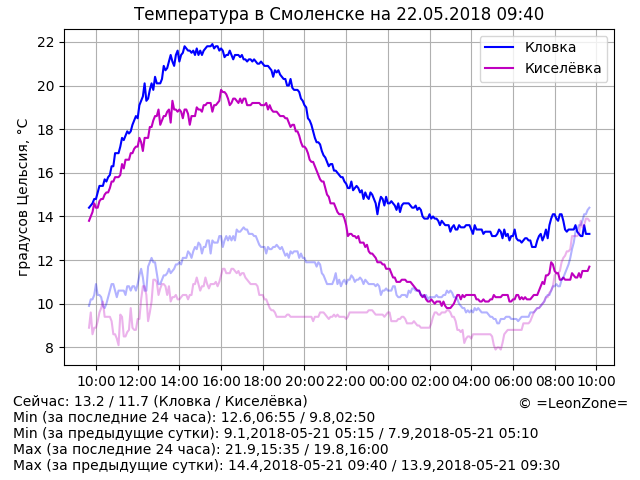 Температура в Смоленске на 22.05.2018 09:40
Кловка
Киселёвка
градусов Цельсия, °C
22
20
18
16
14
12
10
8
10:00 12:00 14:00 16:00 18:00 20:00 22:00 00:00 02:00 04:00 06:00 08:00 10:00
Сейчас: 13.2 / 11.7 (Кловка / Киселёвка)
© =LeonZone=
Min (за последние 24 часа): 12.6,06:55 / 9.8,02:50
Min (за предыдущие сутки): 9.1,2018-05-21 05:15 / 7.9,2018-05-21 05:10
Max (за последние 24 часа): 21.9,15:35 / 19.8,16:00
Max (за предыдущие сутки): 14.4,2018-05-21 09:40 / 13.9,2018-05-21 09:30